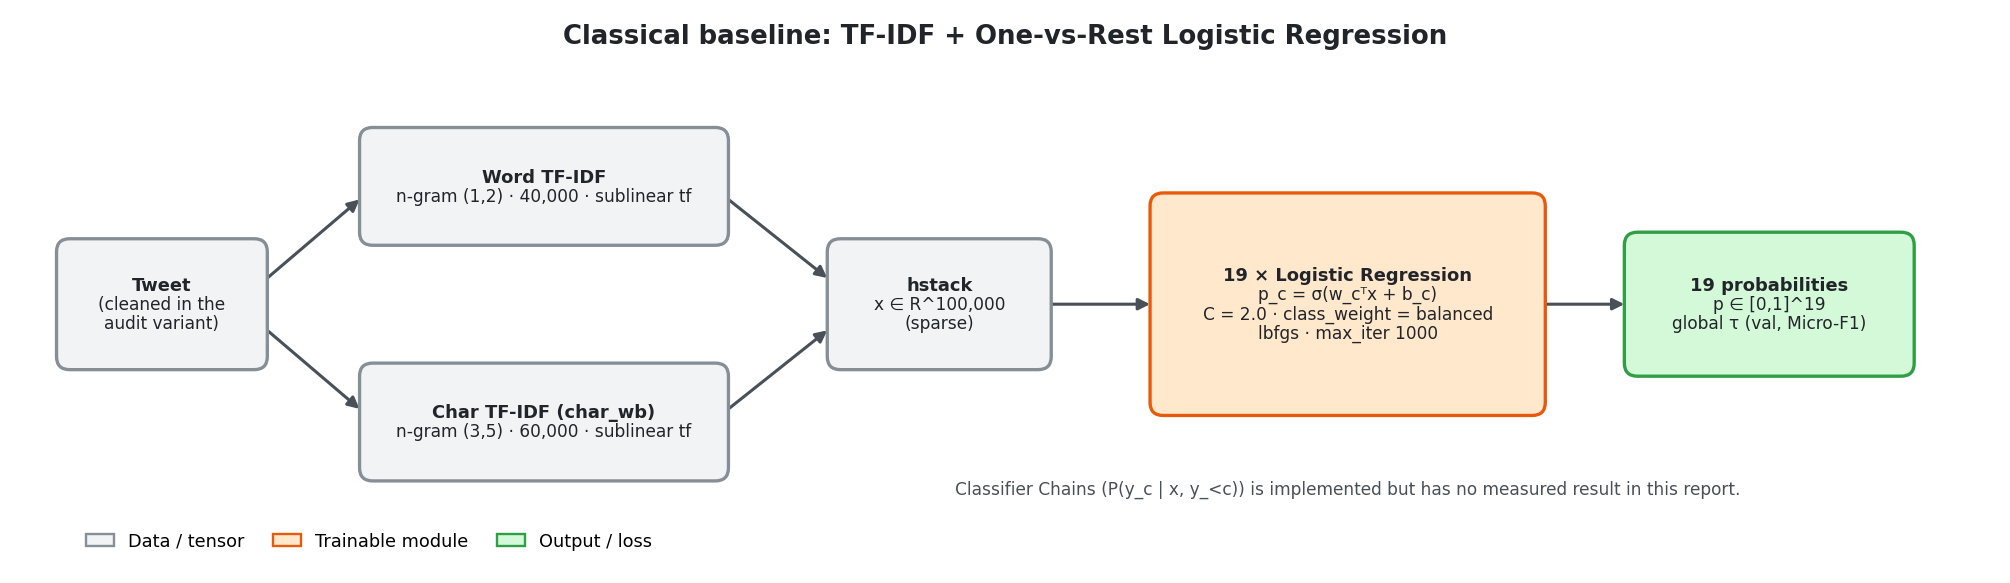 Classical baseline: TF-IDF + One-vs-Rest Logistic Regression
Tweet
(cleaned in the
audit variant)
Word TF-IDF
n-gram (1,2) · 40,000 · sublinear tf
Char TF-IDF (char_wb)
n-gram (3,5) · 60,000 · sublinear tf
hstack
x ∈ R^100,000
(sparse)
19 × Logistic Regression
p_c = σ(w_cᵀx + b_c)
C = 2.0 · class_weight = balanced
lbfgs · max_iter 1000
19 probabilities
p ∈ [0,1]^19
global τ (val, Micro-F1)
Classifier Chains (P(y_c | x, y_<c)) is implemented but has no measured result in this report.
Data / tensor
Trainable module
Output / loss